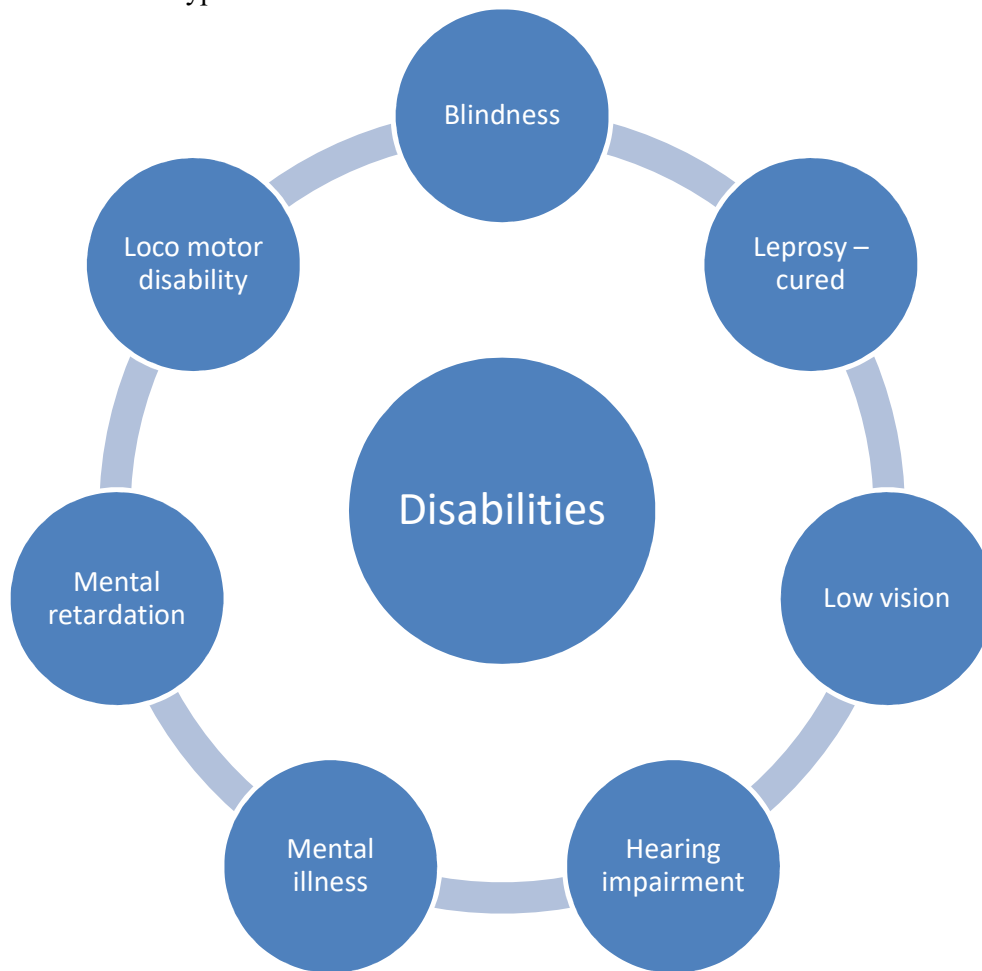 Blindness
Leprosy –
cured
Low vision
Hearing
impairment
Mental
illness
Mental
retardation
Loco motor
disability
Disabilities